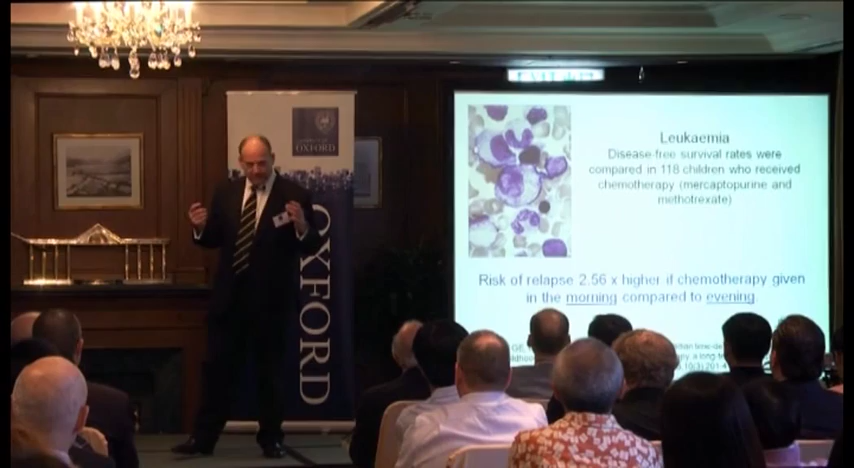 OXFORD
OXFORD
Leukaemia
Disease-free survival rates were
compared in 118 children who received
chemotherapy (mercaptopurine and
methotrexate)
Risk of relapse 2.56 x higher if chemotherapy given
in the morning compared to evening.